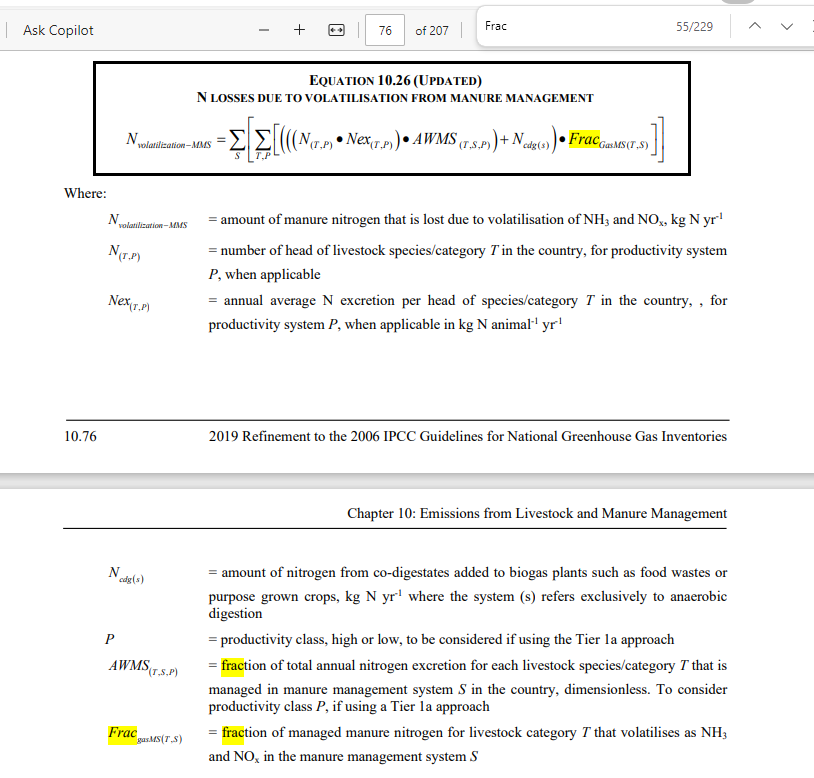 Ask Copilot
76 of 207
Frac 55/229
EQUATION 10.26 (UPDATED)
N LOSSES DUE TO VOLATILISATION FROM MANURE MANAGEMENT
N volatilization−MMS = ∑ S [ ∑ T,P [ ( ( ( N (T,P) • Nex (T,P) ) • AWMS (T,S,P) ) + N cdg(s) ) • Frac GasMS(T,S) ] ]
Where:
N volatilization−MMS = amount of manure nitrogen that is lost due to volatilisation of NH₃ and NOₓ, kg N yr⁻¹
N (T,P) = number of head of livestock species/category T in the country, for productivity system
P, when applicable
Nex (T,P) = annual average N excretion per head of species/category T in the country, , for
productivity system P, when applicable in kg N animal⁻¹ yr⁻¹
10.76 2019 Refinement to the 2006 IPCC Guidelines for National Greenhouse Gas Inventories
Chapter 10: Emissions from Livestock and Manure Management
N cdg(s) = amount of nitrogen from co-digestates added to biogas plants such as food wastes or
purpose grown crops, kg N yr⁻¹ where the system (s) refers exclusively to anaerobic
digestion
P = productivity class, high or low, to be considered if using the Tier 1a approach
AWMS (T,S,P) = fraction of total annual nitrogen excretion for each livestock species/category T that is
managed in manure management system S in the country, dimensionless. To consider
productivity class P, if using a Tier 1a approach
Frac gasMS(T,S) = fraction of managed manure nitrogen for livestock category T that volatilises as NH₃
and NOₓ in the manure management system S